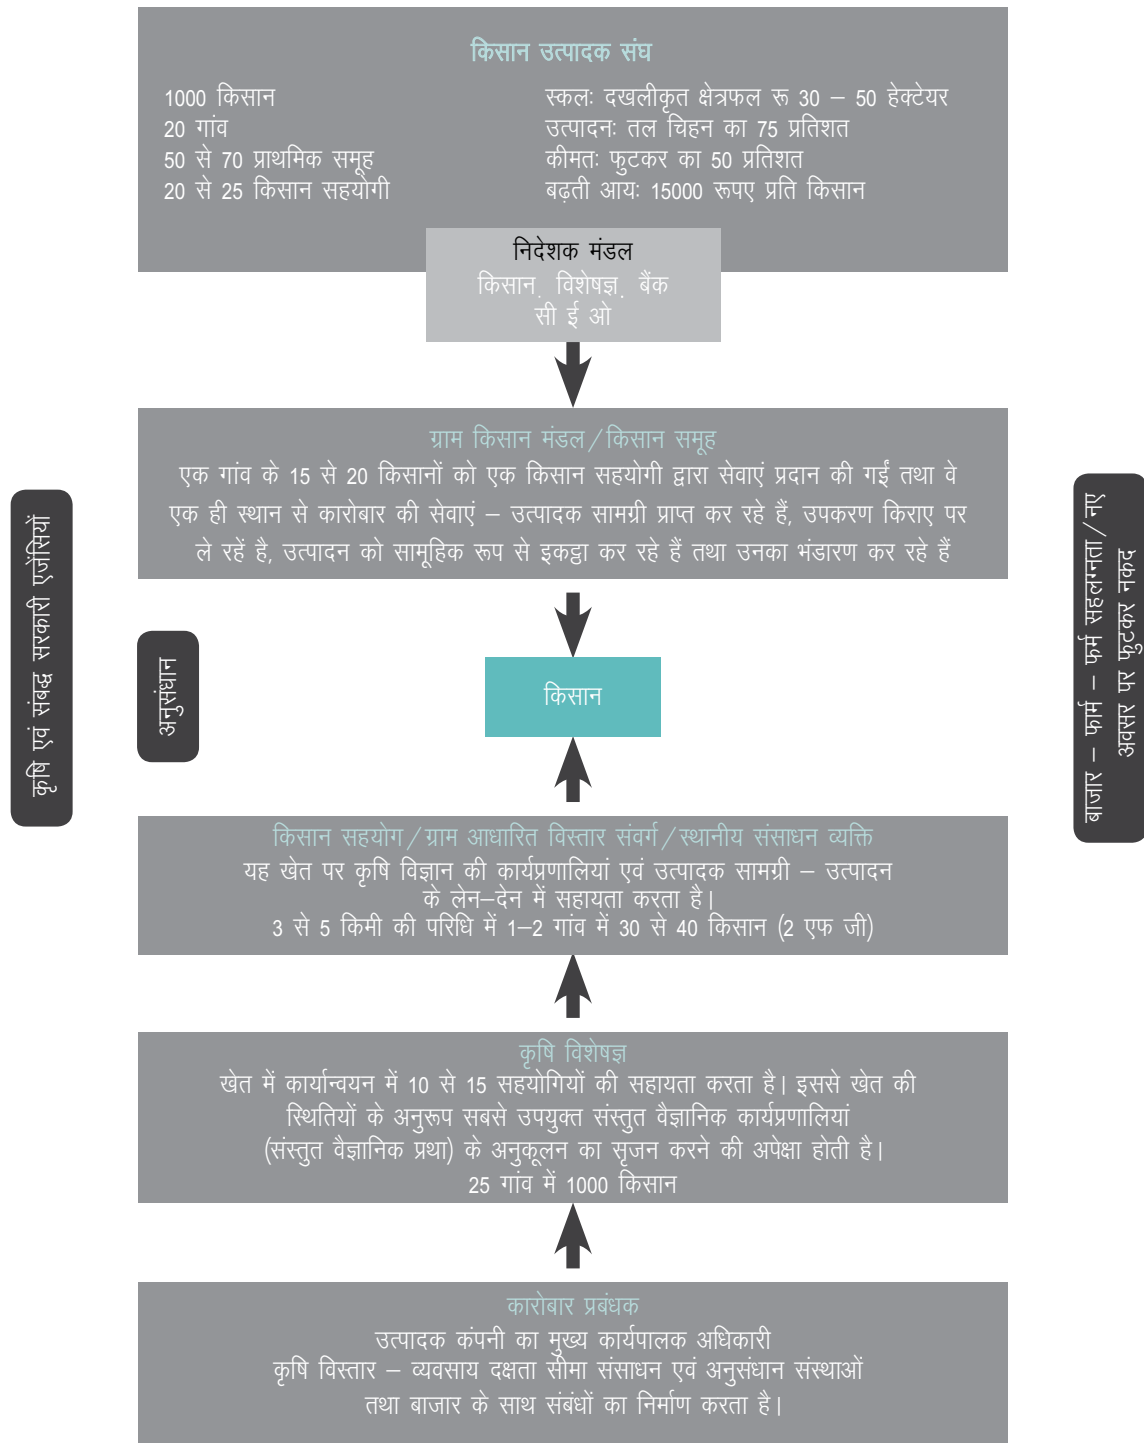 किसान उत्पादक संघ
1000 किसान
20 गांव
50 से 70 प्राथमिक समूह
20 से 25 किसान सहयोगी
स्कलः दखलीकृत क्षेत्रफल रू 30 – 50 हेक्टेयर
उत्पादनः तल चिहन का 75 प्रतिशत
कीमतः फुटकर का 50 प्रतिशत
बढ़ती आयः 15000 रूपए प्रति किसान
निदेशक मंडल
किसान, विशेषज्ञ, बैंक
सी ई ओ
ग्राम किसान मंडल/किसान समूह
एक गांव के 15 से 20 किसानों को एक किसान सहयोगी द्वारा सेवाएं प्रदान की गईं तथा वे
एक ही स्थान से कारोबार की सेवाएं – उत्पादक सामग्री प्राप्त कर रहे हैं, उपकरण किराए पर
ले रहें है, उत्पादन को सामूहिक रूप से इकट्ठा कर रहे हैं तथा उनका भंडारण कर रहे हैं
कृषि एवं संबद्ध सरकारी एजेंसियां
अनुसंधान
किसान
बाजार – फार्म – फर्म सहलग्नता/नए
अवसर पर फुटकर नकद
किसान सहयोग/ग्राम आधारित विस्तार संवर्ग/स्थानीय संसाधन व्यक्ति
यह खेत पर कृषि विज्ञान की कार्यप्रणालियां एवं उत्पादक सामग्री – उत्पादन
के लेन–देन में सहायता करता है।
3 से 5 किमी की परिधि में 1–2 गांव में 30 से 40 किसान (2 एफ जी)
कृषि विशेषज्ञ
खेत में कार्यान्वयन में 10 से 15 सहयोगियों की सहायता करता है। इससे खेत की
स्थितियों के अनुरूप सबसे उपयुक्त संस्तुत वैज्ञानिक कार्यप्रणालियां
(संस्तुत वैज्ञानिक प्रथा) के अनुकूलन का सृजन करने की अपेक्षा होती है।
25 गांव में 1000 किसान
कारोबार प्रबंधक
उत्पादक कंपनी का मुख्य कार्यपालक अधिकारी
कृषि विस्तार – व्यवसाय दक्षता सीमा संसाधन एवं अनुसंधान संस्थाओं
तथा बाजार के साथ संबंधों का निर्माण करता है।